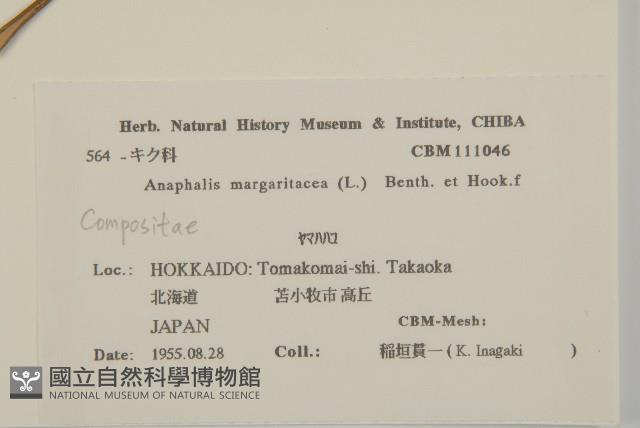 Herb. Natural History Museum & Institute, CHIBA
564 -キク科 CBM111046
Anaphalis margaritacea (L.) Benth. et Hook.f
Compositae
ﾔﾏﾊﾊｺ
Loc.: HOKKAIDO: Tomakomai-shi. Takaoka
北海道 苫小牧市高丘
JAPAN CBM-Mesh:
Date: 1955.08.28 Coll.: 稲垣貫一 ( K. Inagaki )
國立自然科學博物館
NATIONAL MUSEUM OF NATURAL SCIENCE